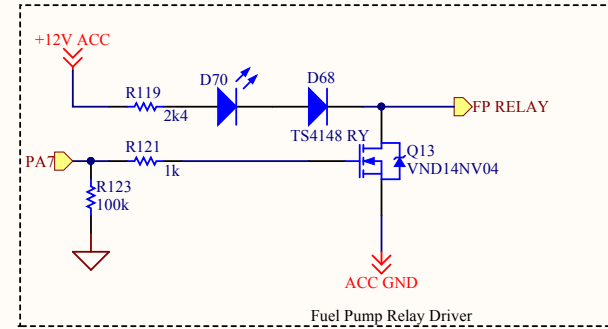 +12V ACC
R119
2k4
D70
D68
TS4148 RY
FP RELAY
PA7
R121
1k
Q13
VND14NV04
R123
100k
ACC GND
Fuel Pump Relay Driver